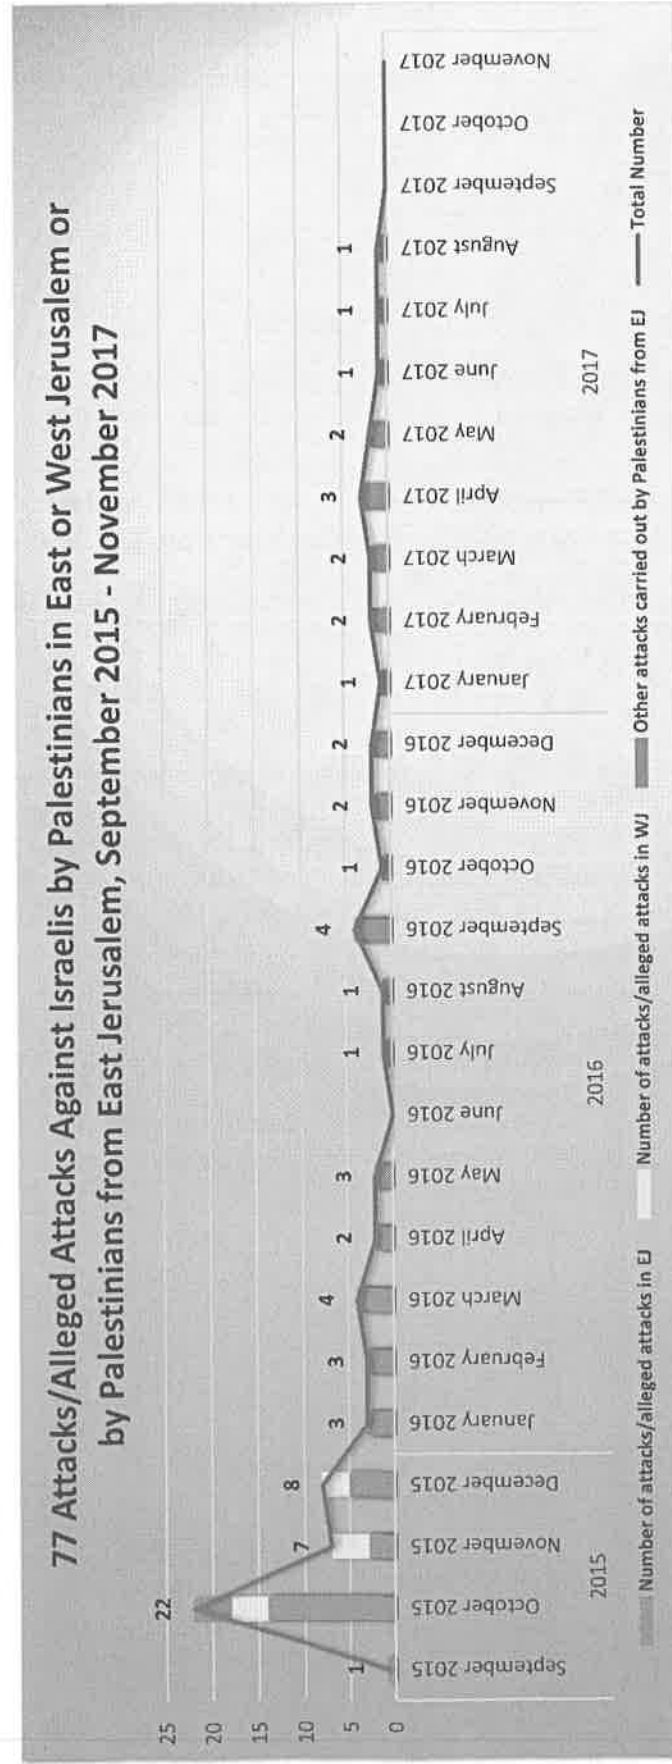 77 Attacks/Alleged Attacks Against Israelis by Palestinians in East or West Jerusalem or
by Palestinians from East Jerusalem, September 2015 - November 2017
25
20
15
10
5
0
1
22
7
8
3
3
4
2
3
1
1
4
1
2
2
1
2
2
3
2
1
1
1
September 2015
October 2015
November 2015
December 2015
January 2016
February 2016
March 2016
April 2016
May 2016
June 2016
July 2016
August 2016
September 2016
October 2016
November 2016
December 2016
January 2017
February 2017
March 2017
April 2017
May 2017
June 2017
July 2017
August 2017
September 2017
October 2017
November 2017
2015
2016
2017
Number of attacks/alleged attacks in EJ
Number of attacks/alleged attacks in WJ
Other attacks carried out by Palestinians from EJ
Total Number